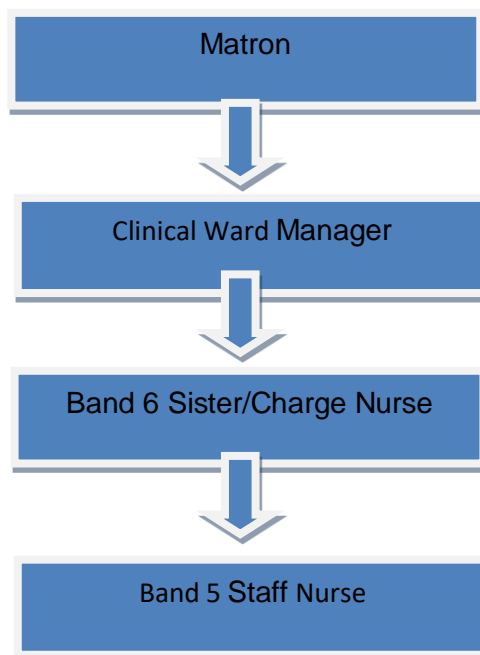 Matron
Clinical Ward Manager
Band 6 Sister/Charge Nurse
Band 5 Staff Nurse